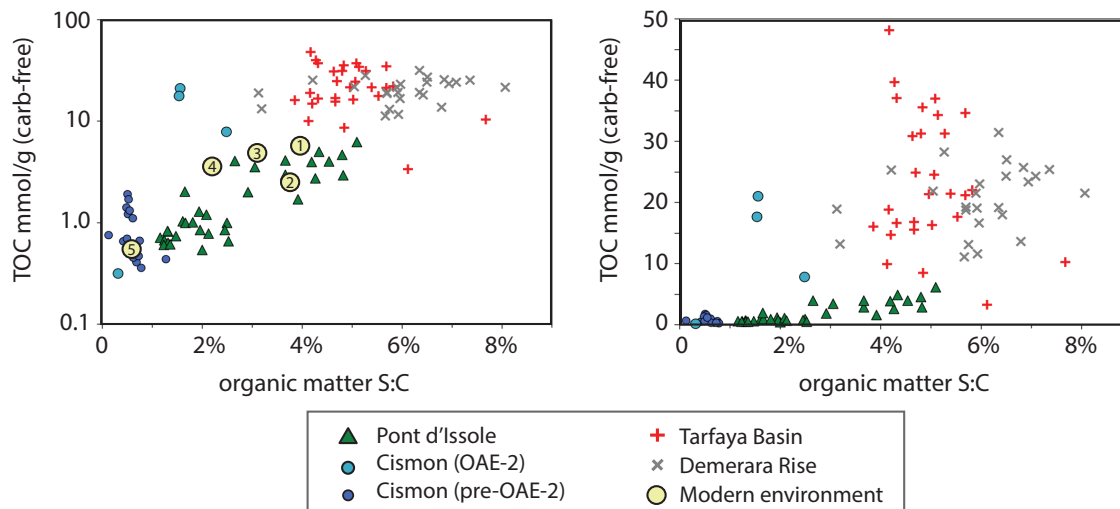 TOC mmol/g (carb-free)
100
10
1.0
0.1
1
2
3
4
5
0
2%
4%
6%
8%
organic matter S:C
TOC mmol/g (carb-free)
50
40
30
20
10
0
0
2%
4%
6%
8%
organic matter S:C
Pont d'Issole
Cismon (OAE-2)
Cismon (pre-OAE-2)
Tarfaya Basin
Demerara Rise
Modern environment